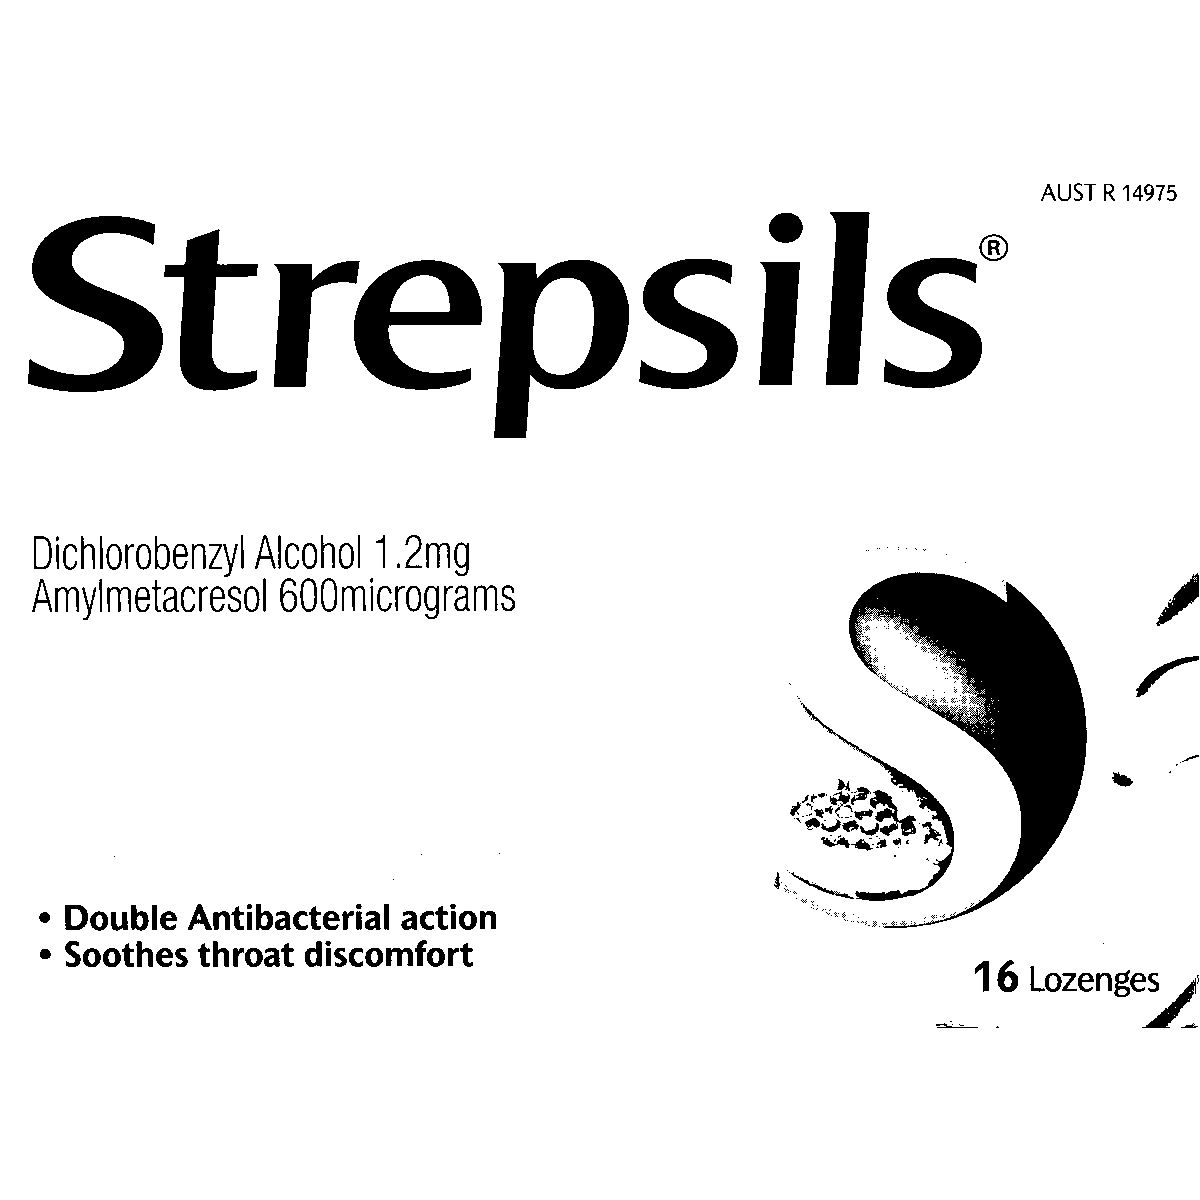 AUST R 14975
Strepsils®
Dichlorobenzyl Alcohol 1.2mg
Amylmetacresol 600micrograms
• Double Antibacterial action
• Soothes throat discomfort
16 Lozenges